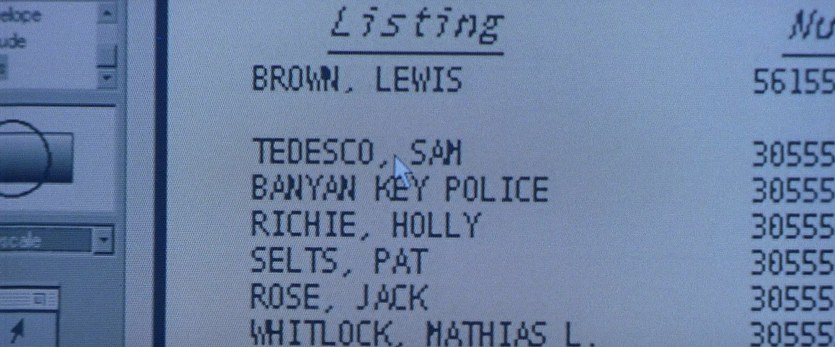 Listing
BROWN, LEWIS 56155
TEDESCO, SAM 30555
BANYAN KEY POLICE 30555
RICHIE, HOLLY 30555
SELTS, PAT 30555
ROSE, JACK 30555
WHITLOCK, MATHIAS L. 30555